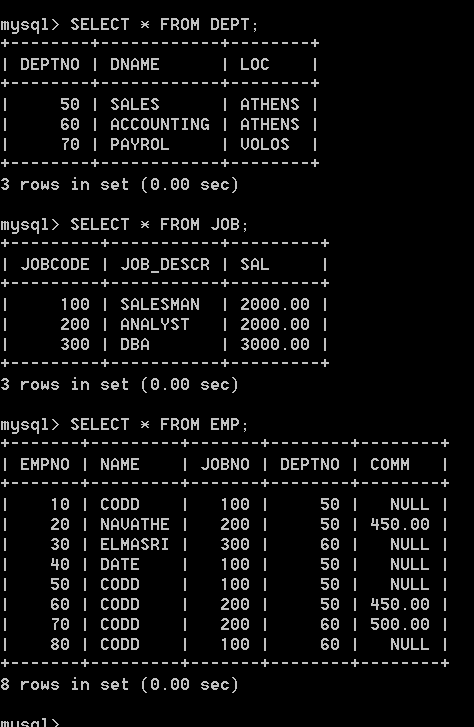 mysql> SELECT * FROM DEPT;
+--------+------------+--------+
| DEPTNO | DNAME      | LOC    |
+--------+------------+--------+
|     50 | SALES      | ATHENS |
|     60 | ACCOUNTING | ATHENS |
|     70 | PAYROL     | VOLOS  |
+--------+------------+--------+
3 rows in set (0.00 sec)

mysql> SELECT * FROM JOB;
+---------+-----------+---------+
| JOBCODE | JOB_DESCR | SAL     |
+---------+-----------+---------+
|     100 | SALESMAN  | 2000.00 |
|     200 | ANALYST   | 2000.00 |
|     300 | DBA       | 3000.00 |
+---------+-----------+---------+
3 rows in set (0.00 sec)

mysql> SELECT * FROM EMP;
+-------+---------+-------+--------+--------+
| EMPNO | NAME    | JOBNO | DEPTNO | COMM   |
+-------+---------+-------+--------+--------+
|    10 | CODD    |   100 |     50 |   NULL |
|    20 | NAVATHE |   200 |     50 | 450.00 |
|    30 | ELMASRI |   300 |     60 |   NULL |
|    40 | DATE    |   100 |     50 |   NULL |
|    50 | CODD    |   100 |     50 |   NULL |
|    60 | CODD    |   200 |     50 | 450.00 |
|    70 | CODD    |   200 |     60 | 500.00 |
|    80 | CODD    |   100 |     60 |   NULL |
+-------+---------+-------+--------+--------+
8 rows in set (0.00 sec)

mysql>